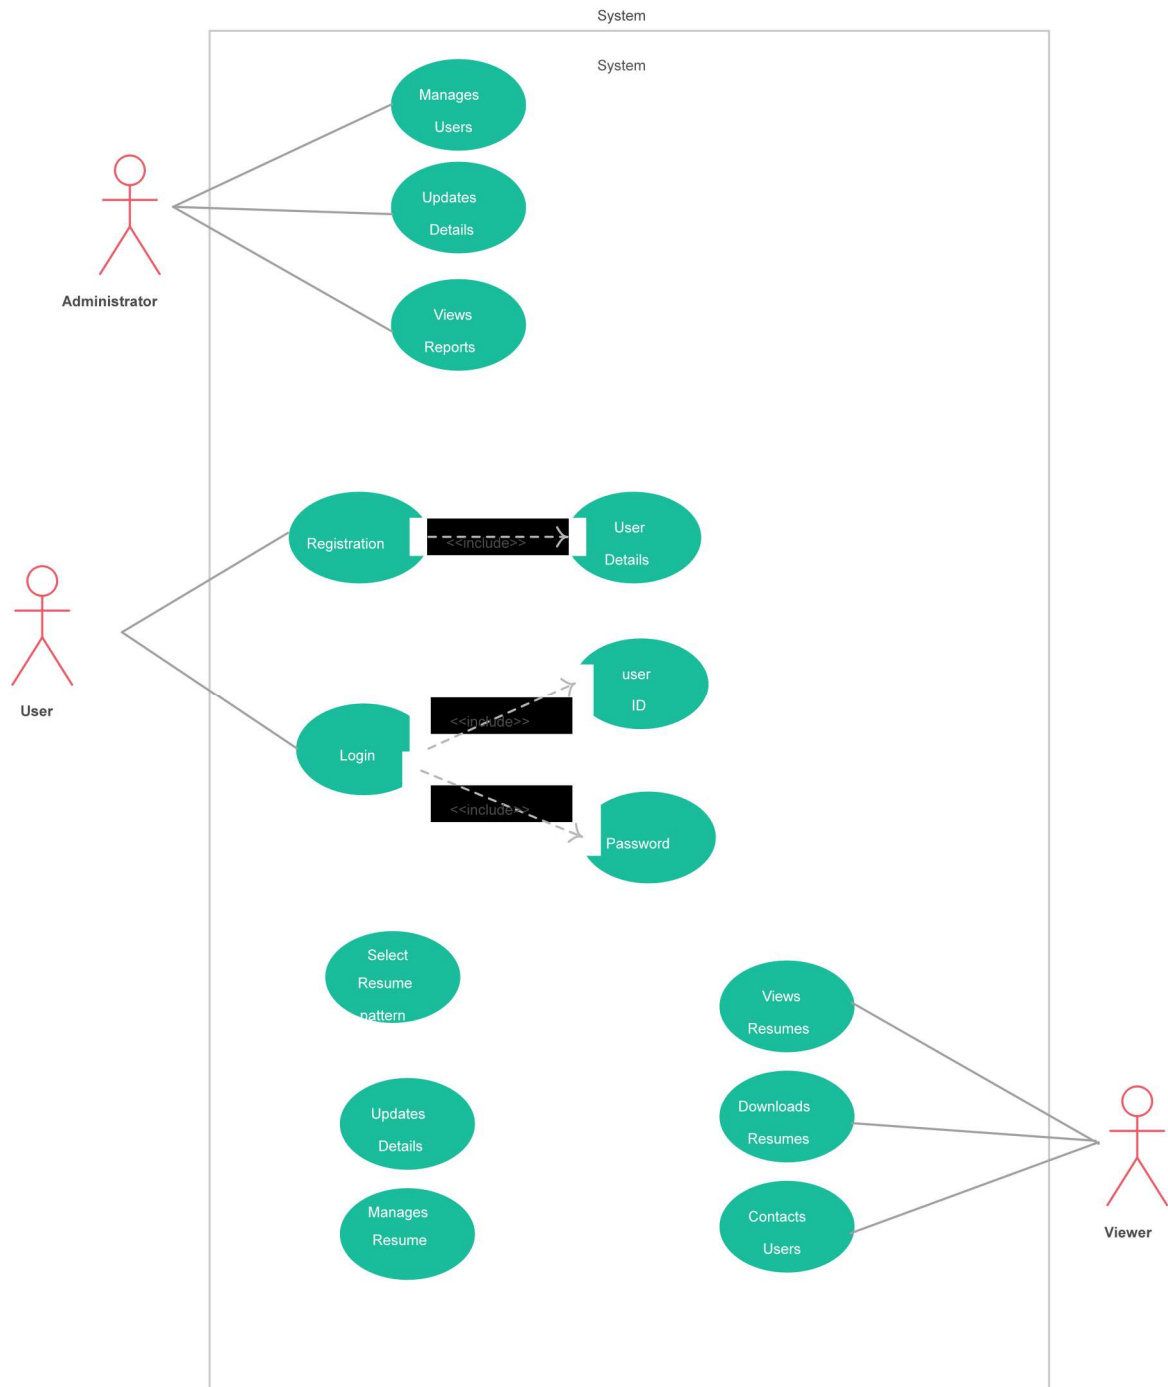 System
System
Manages
Users
Updates
Details
Administrator
Views
Reports
Registration
<<include>>
User
Details
User
user
ID
<<include>>
Login
<<include>>
Password
Select
Resume
pattern
Views
Resumes
Updates
Details
Downloads
Resumes
Manages
Resume
Contacts
Users
Viewer